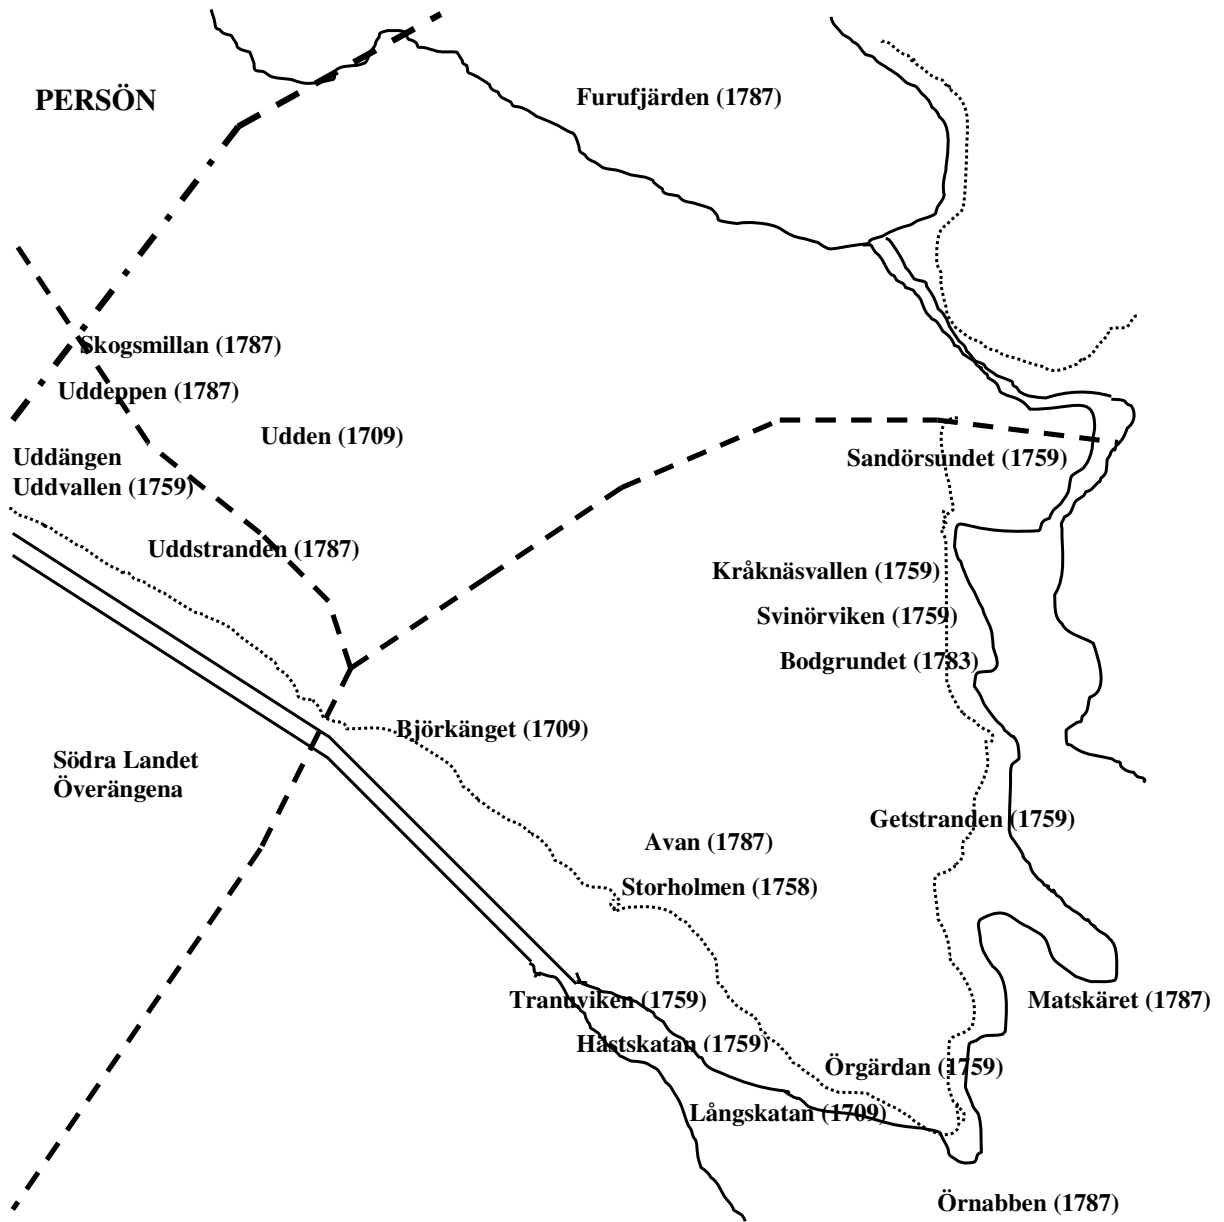 PERSÖN
Furufjärden (1787)
Skogsmillan (1787)
Uddeppen (1787)
Udden (1709)
Uddängen
Uddvallen (1759)
Sandörsundet (1759)
Uddstranden (1787)
Kråknäsvallen (1759)
Svinörviken (1759)
Bodgrundet (1783)
Björkänget (1709)
Södra Landet
Överängena
Getstranden (1759)
Avan (1787)
Storholmen (1758)
Tranuviken (1759)
Matskäret (1787)
Hästskatan (1759)
Örgärdan (1759)
Långskatan (1709)
Örnabben (1787)